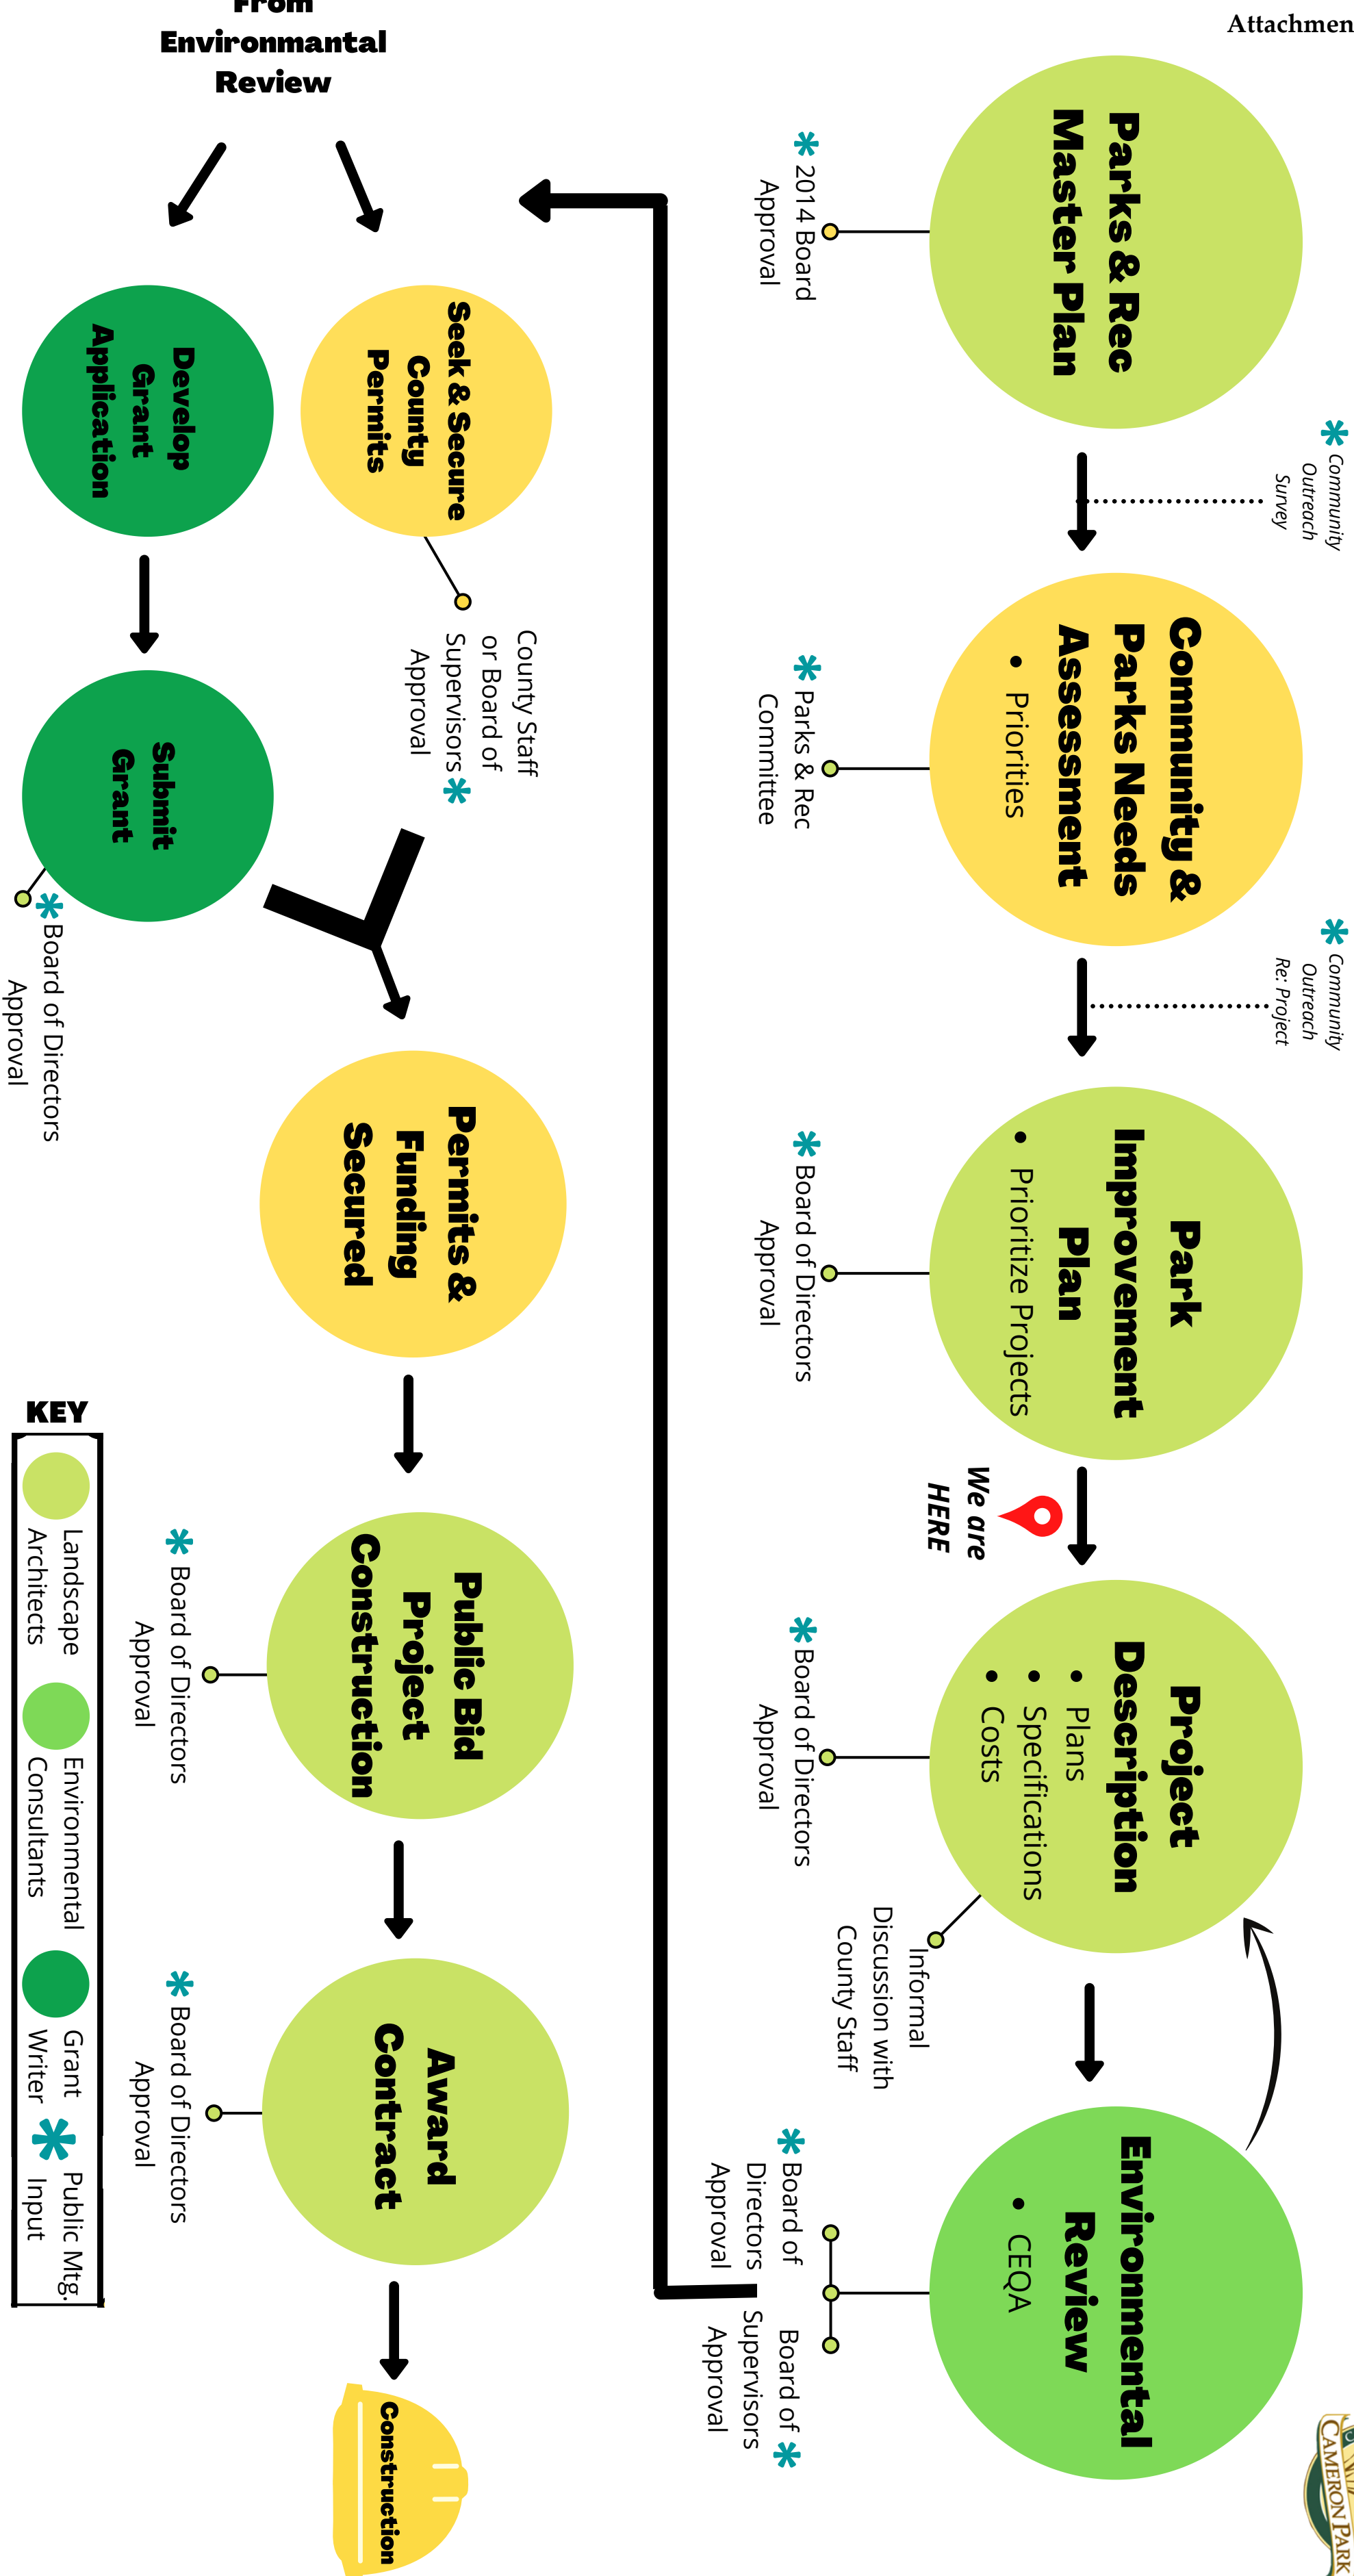 Attachmen
Parks & Rec
Master Plan
* 2014 Board
Approval
* Community
Outreach
Survey
Community &
Parks Needs
Assessment
• Priorities
* Parks & Rec
Committee
* Community
Outreach
Re: Project
Park
Improvement
Plan
• Prioritize Projects
* Board of Directors
Approval
We are
HERE
Project
Description
• Plans
• Specifications
• Costs
* Board of Directors
Approval
Informal
Discussion with
County Staff
Environmental
Review
• CEQA
* Board of
Directors
Approval
Board of *
Supervisors
Approval
CAMERON PARK
From
Environmantal
Review
Seek & Secure
County
Permits
County Staff
or Board of
Supervisors *
Approval
Develop
Grant
Application
Submit
Grant
* Board of Directors
Approval
Permits &
Funding
Secured
Public Bid
Project
Construction
* Board of Directors
Approval
Award
Contract
* Board of Directors
Approval
Construction
KEY
Landscape
Architects
Environmental
Consultants
Grant
Writer
* Public Mtg.
Input